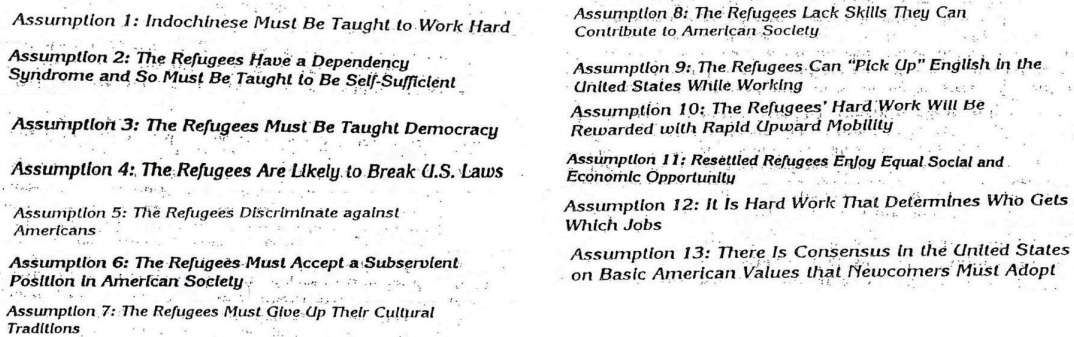 Assumption 1: Indochinese Must Be Taught to Work Hard
Assumption 2: The Refugees Have a Dependency
Syndrome and So Must Be Taught to Be Self-Sufficient
Assumption 3: The Refugees Must Be Taught Democracy
Assumption 4: The Refugees Are Likely to Break U.S. Laws
Assumption 5: The Refugees Discriminate against
Americans
Assumption 6: The Refugees Must Accept a Subservient
Position in American Society
Assumption 7: The Refugees Must Give Up Their Cultural
Traditions
Assumption 8: The Refugees Lack Skills They Can
Contribute to American Society
Assumption 9: The Refugees Can "Pick Up" English in the
United States While Working
Assumption 10: The Refugees' Hard Work Will Be
Rewarded with Rapid Upward Mobility
Assumption 11: Resettled Refugees Enjoy Equal Social and
Economic Opportunity
Assumption 12: It Is Hard Work That Determines Who Gets
Which Jobs
Assumption 13: There Is Consensus in the United States
on Basic American Values that Newcomers Must Adopt